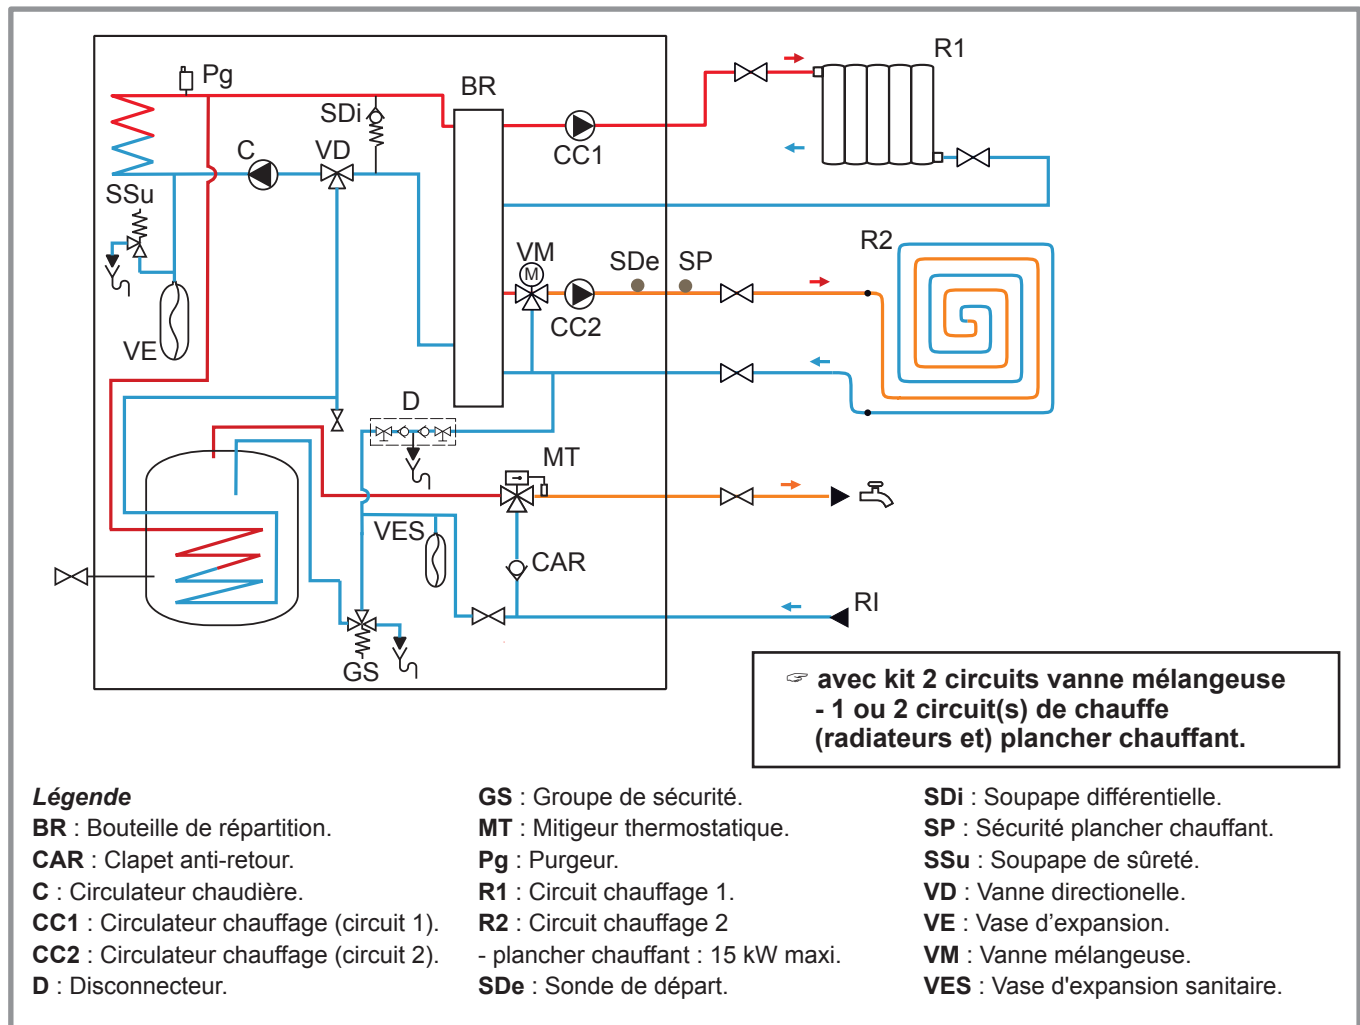 Pg
R1
BR
SDi
C
VD
CC1
SSu
VM
M
SDe
SP
R2
VE
CC2
D
MT
VES
CAR
RI
GS
☞ avec kit 2 circuits vanne mélangeuse
- 1 ou 2 circuit(s) de chauffe
(radiateurs et) plancher chauffant.
Légende
BR : Bouteille de répartition.
CAR : Clapet anti-retour.
C : Circulateur chaudière.
CC1 : Circulateur chauffage (circuit 1).
CC2 : Circulateur chauffage (circuit 2).
D : Disconnecteur.
GS : Groupe de sécurité.
MT : Mitigeur thermostatique.
Pg : Purgeur.
R1 : Circuit chauffage 1.
R2 : Circuit chauffage 2
- plancher chauffant : 15 kW maxi.
SDe : Sonde de départ.
SDi : Soupape différentielle.
SP : Sécurité plancher chauffant.
SSu : Soupape de sûreté.
VD : Vanne directionelle.
VE : Vase d’expansion.
VM : Vanne mélangeuse.
VES : Vase d'expansion sanitaire.